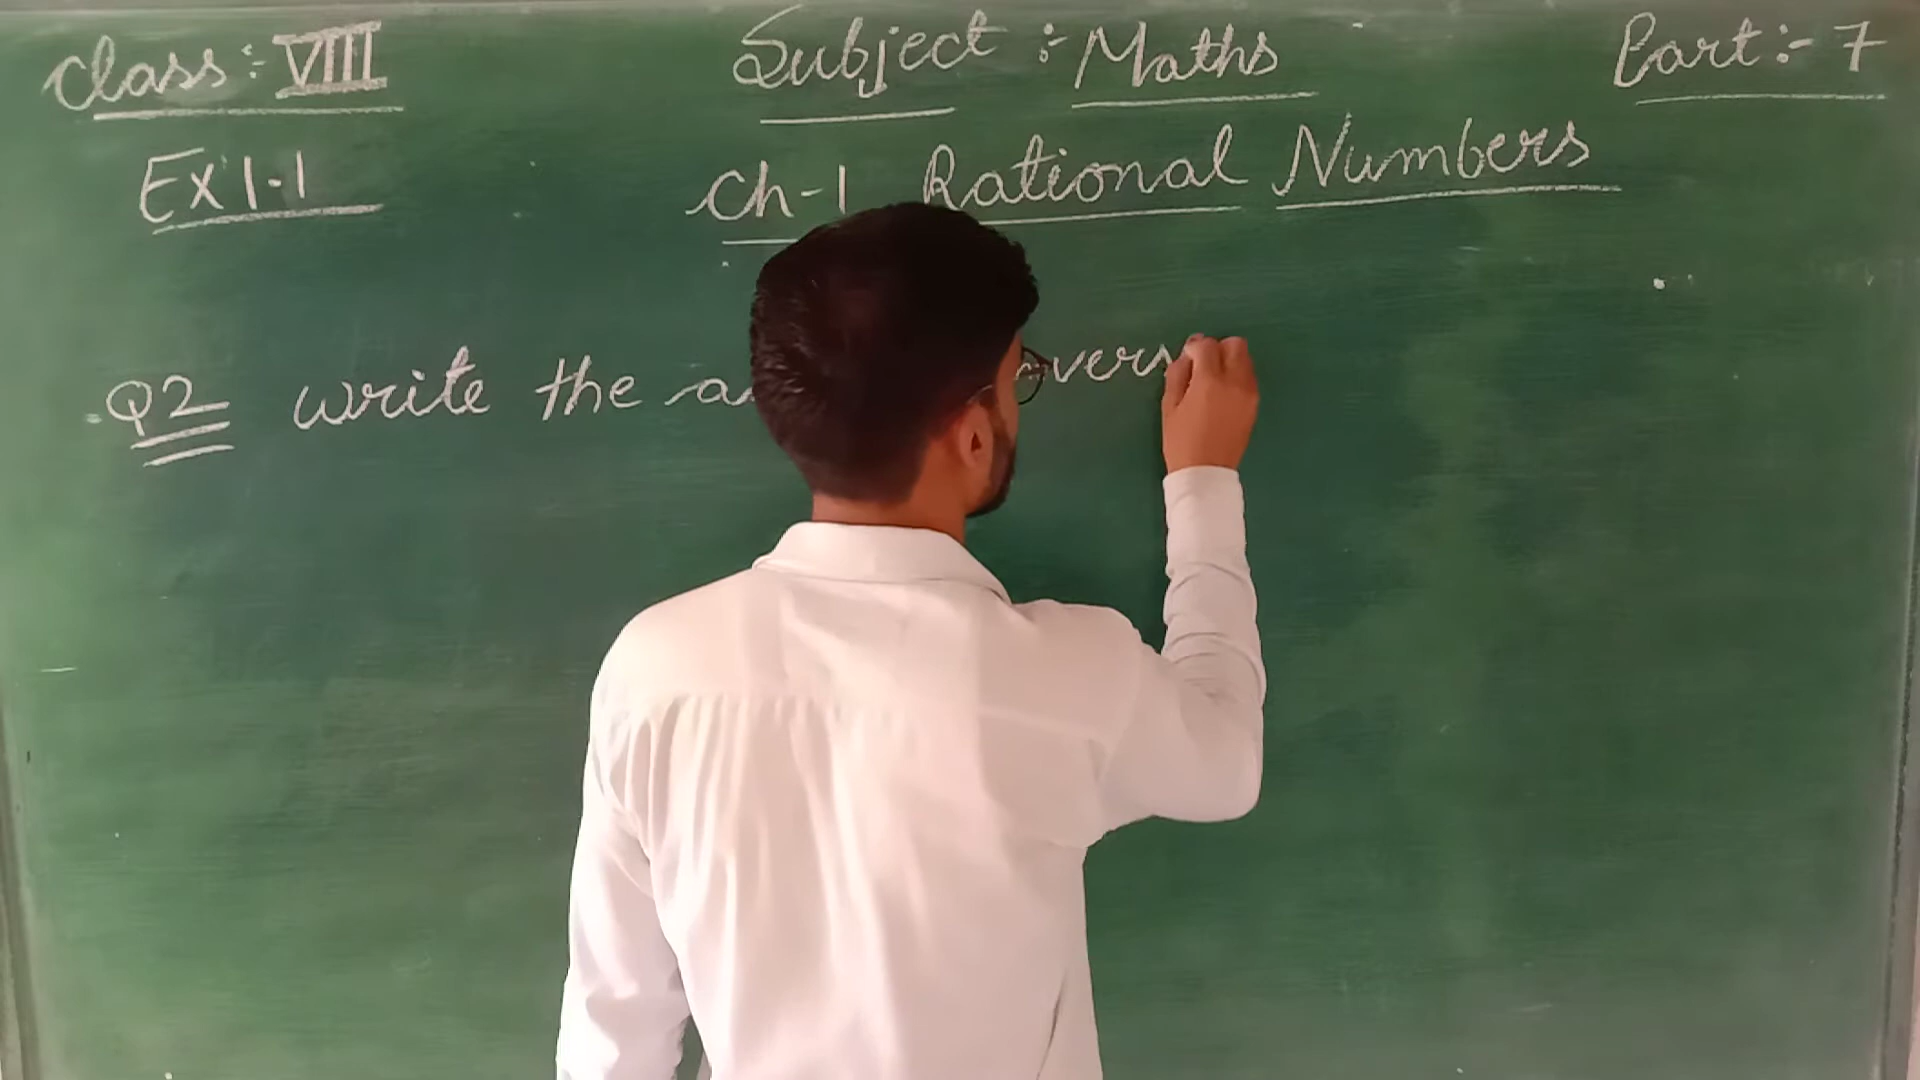 Class:- VIII Subject :- Maths Part:- 7
Ex 1.1 Ch-1 Rational Numbers
Q2 write the